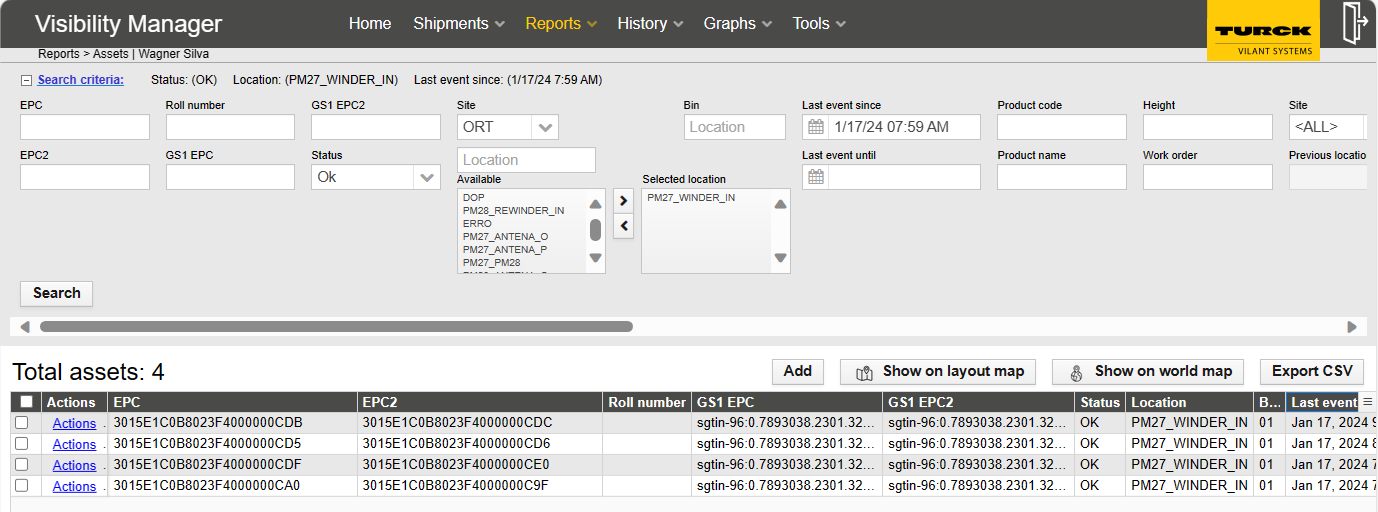 Visibility Manager Home Shipments Reports History Graphs Tools
TURCK
VILANT SYSTEMS
Reports > Assets | Wagner Silva
Search criteria: Status: (OK) Location: (PM27_WINDER_IN) Last event since: (1/17/24 7:59 AM)
EPC Roll number GS1 EPC2 Site Bin Last event since Product code Height Site
ORT Location 1/17/24 07:59 AM <ALL>
EPC2 GS1 EPC Status Location Last event until Product name Work order Previous locatio
Ok
Available Selected location
DOP PM27_WINDER_IN
PM28_REWINDER_IN
ERRO
PM27_ANTENA_O
PM27_ANTENA_P
PM27_PM28
Search
Total assets: 4 Add Show on layout map Show on world map Export CSV
Actions EPC EPC2 Roll number GS1 EPC GS1 EPC2 Status Location B... Last event
Actions . 3015E1C0B8023F4000000CDB 3015E1C0B8023F4000000CDC sgtin-96:0.7893038.2301.32... sgtin-96:0.7893038.2301.32... OK PM27_WINDER_IN 01 Jan 17, 2024 9
Actions . 3015E1C0B8023F4000000CD5 3015E1C0B8023F4000000CD6 sgtin-96:0.7893038.2301.32... sgtin-96:0.7893038.2301.32... OK PM27_WINDER_IN 01 Jan 17, 2024 8
Actions . 3015E1C0B8023F4000000CDF 3015E1C0B8023F4000000CE0 sgtin-96:0.7893038.2301.32... sgtin-96:0.7893038.2301.32... OK PM27_WINDER_IN 01 Jan 17, 2024 7
Actions . 3015E1C0B8023F4000000CA0 3015E1C0B8023F4000000C9F sgtin-96:0.7893038.2301.32... sgtin-96:0.7893038.2301.32... OK PM27_WINDER_IN 01 Jan 17, 2024 7